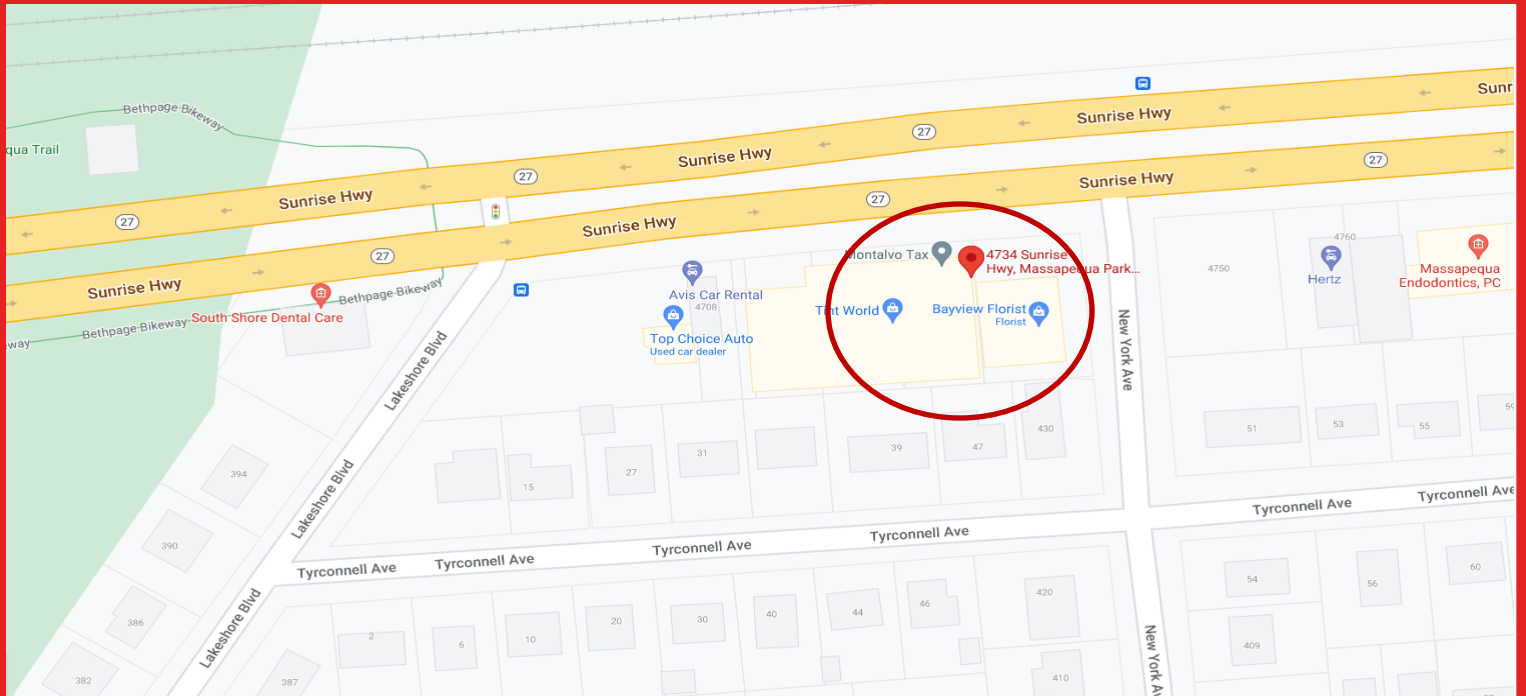 Bethpage Bikeway
qua Trail
Sunrise Hwy
27
Sunrise Hwy
27
Sunrise Hwy
27
Sunr
Sunrise Hwy
27
Sunrise Hwy
27
Sunrise Hwy
27
South Shore Dental Care
Bethpage Bikeway
Bethpage Bikeway
way
Avis Car Rental
4708
Top Choice Auto
Used car dealer
Montalvo Tax
4734 Sunrise
Hwy, Massapequa Park...
Tint World
Bayview Florist
Florist
4750
4760
Hertz
Massapequa
Endodontics, PC
Lakeshore Blvd
Lakeshore Blvd
Lakeshore Blvd
New York Ave
New York Av
394
390
386
382
15
27
31
39
47
430
51
53
55
59
Tyrconnell Ave
Tyrconnell Ave
Tyrconnell Ave
Tyrconnell Ave
Tyrconnell Ave
Tyrconnell Ave
387
2
6
10
20
30
40
44
46
420
410
54
56
60
409